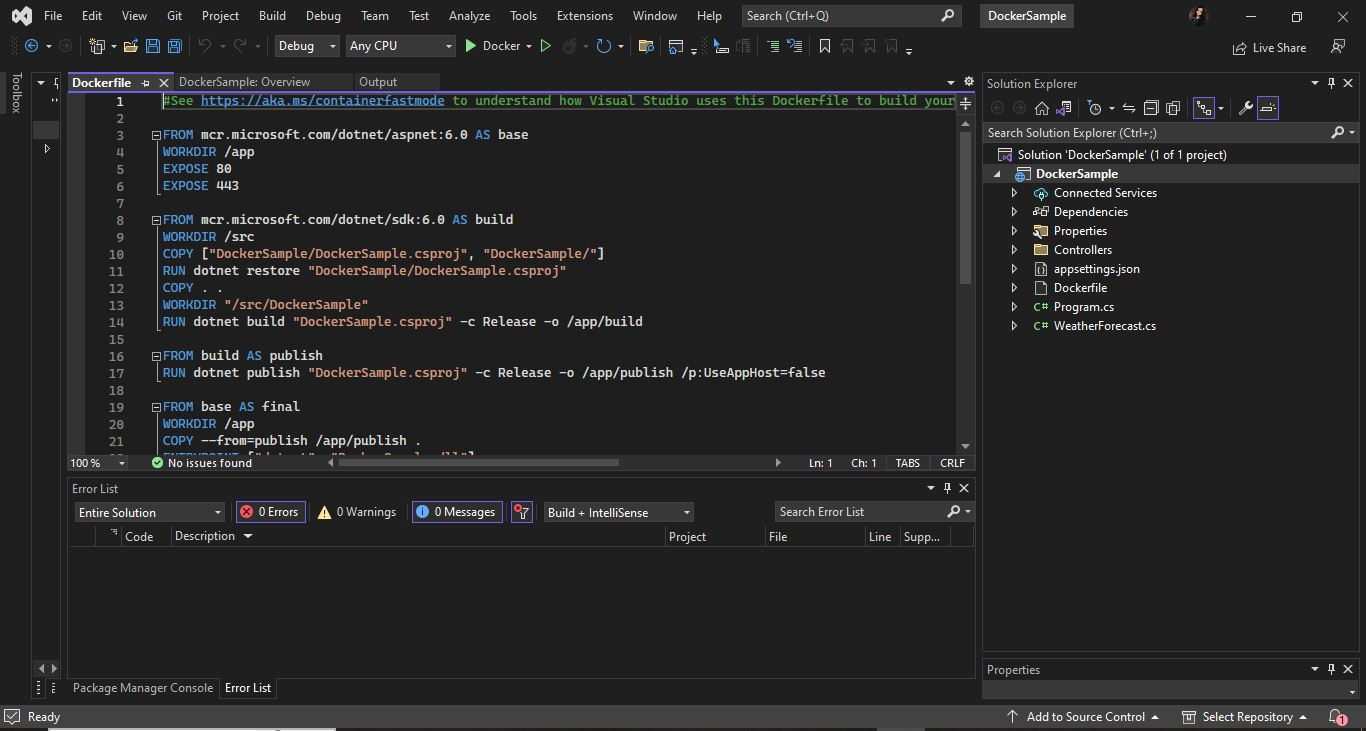 File Edit View Git Project Build Debug Team Test Analyze Tools Extensions Window Help Search (Ctrl+Q) DockerSample
Debug Any CPU Docker Live Share
Toolbox
Dockerfile DockerSample: Overview Output
1 #See https://aka.ms/containerfastmode to understand how Visual Studio uses this Dockerfile to build your
2
3 FROM mcr.microsoft.com/dotnet/aspnet:6.0 AS base
4 WORKDIR /app
5 EXPOSE 80
6 EXPOSE 443
7
8 FROM mcr.microsoft.com/dotnet/sdk:6.0 AS build
9 WORKDIR /src
10 COPY ["DockerSample/DockerSample.csproj", "DockerSample/"]
11 RUN dotnet restore "DockerSample/DockerSample.csproj"
12 COPY . .
13 WORKDIR "/src/DockerSample"
14 RUN dotnet build "DockerSample.csproj" -c Release -o /app/build
15
16 FROM build AS publish
17 RUN dotnet publish "DockerSample.csproj" -c Release -o /app/publish /p:UseAppHost=false
18
19 FROM base AS final
20 WORKDIR /app
21 COPY --from=publish /app/publish .
100 % No issues found Ln: 1 Ch: 1 TABS CRLF
Error List
Entire Solution 0 Errors 0 Warnings 0 Messages Build + IntelliSense Search Error List
Code Description Project File Line Supp...
Package Manager Console Error List
Solution Explorer
Search Solution Explorer (Ctrl+;)
Solution 'DockerSample' (1 of 1 project)
DockerSample
Connected Services
Dependencies
Properties
Controllers
appsettings.json
Dockerfile
C# Program.cs
C# WeatherForecast.cs
Properties
Ready Add to Source Control Select Repository 1